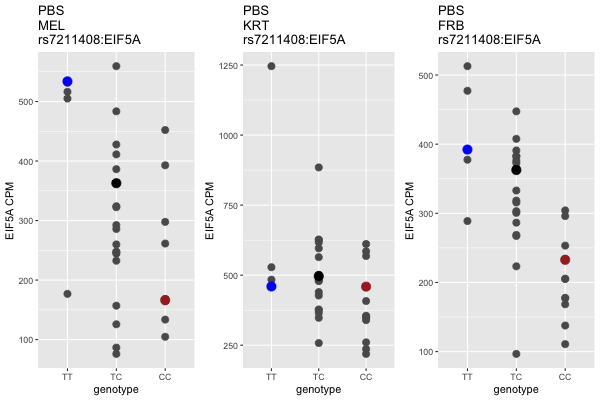 PBS
MEL
rs7211408:EIF5A
EIF5A CPM
500
400
300
200
100
TT TC CC
genotype
PBS
KRT
rs7211408:EIF5A
EIF5A CPM
1250
1000
750
500
250
TT TC CC
genotype
PBS
FRB
rs7211408:EIF5A
EIF5A CPM
500
400
300
200
100
TT TC CC
genotype